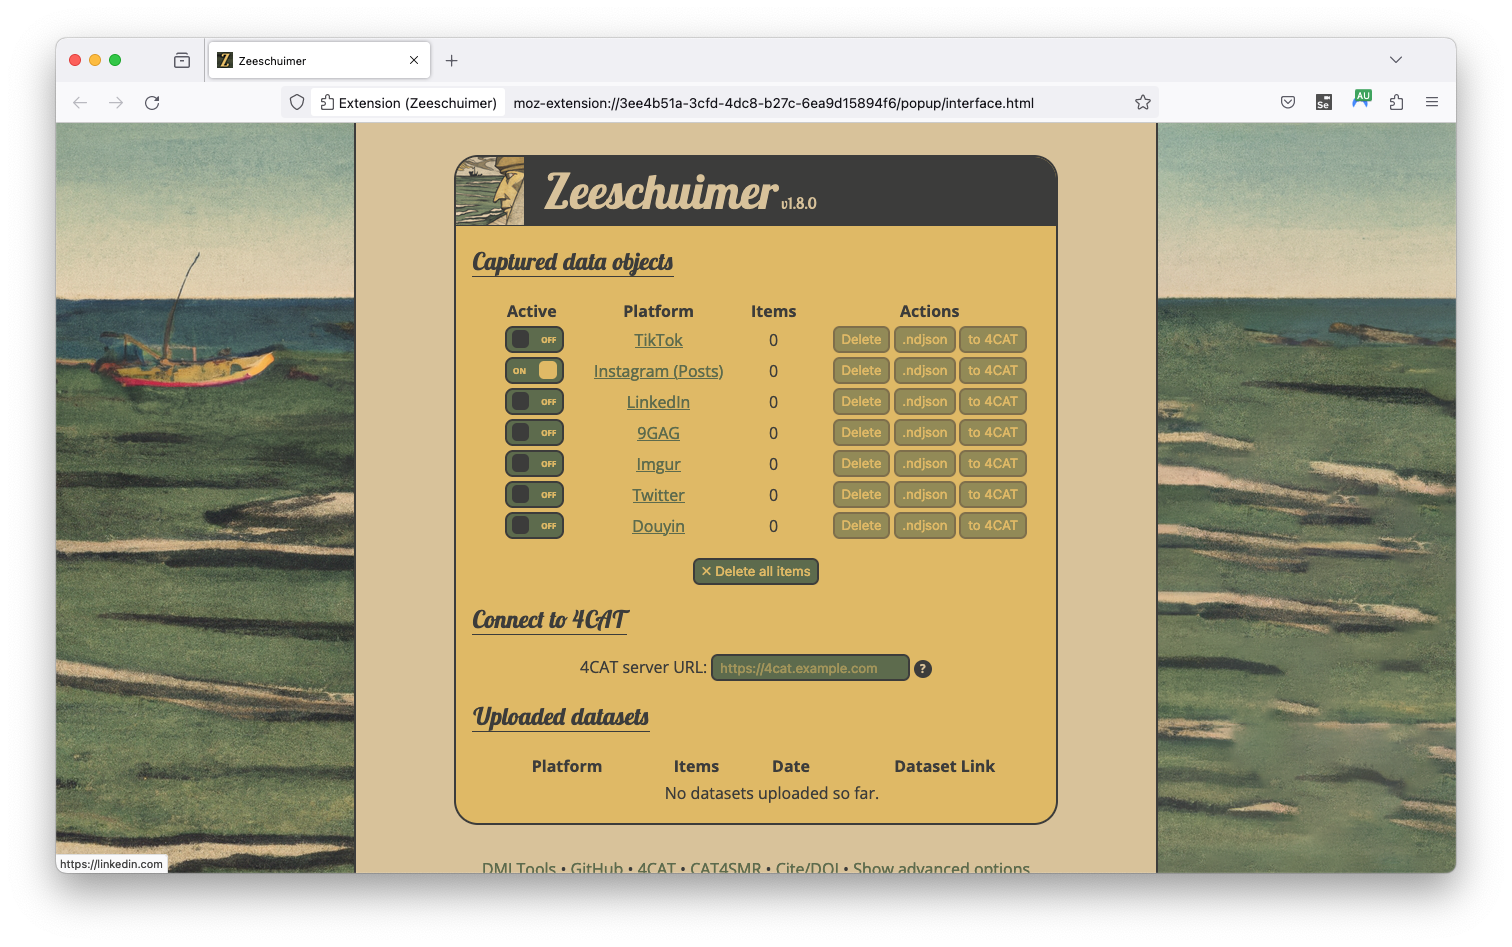 Zeeschuimer
Extension (Zeeschuimer) moz-extension://3ee4b51a-3cfd-4dc8-b27c-6ea9d15894f6/popup/interface.html
Se
AU
Zeeschuimer v1.8.0
Captured data objects
Active Platform Items Actions
OFF TikTok 0 Delete .ndjson to 4CAT
ON Instagram (Posts) 0 Delete .ndjson to 4CAT
OFF LinkedIn 0 Delete .ndjson to 4CAT
OFF 9GAG 0 Delete .ndjson to 4CAT
OFF Imgur 0 Delete .ndjson to 4CAT
OFF Twitter 0 Delete .ndjson to 4CAT
OFF Douyin 0 Delete .ndjson to 4CAT
✕ Delete all items
Connect to 4CAT
4CAT server URL: https://4cat.example.com ?
Uploaded datasets
Platform Items Date Dataset Link
No datasets uploaded so far.
https://linkedin.com
DMI Tools • GitHub • 4CAT • CAT4SMR • Cite/DOI • Show advanced options